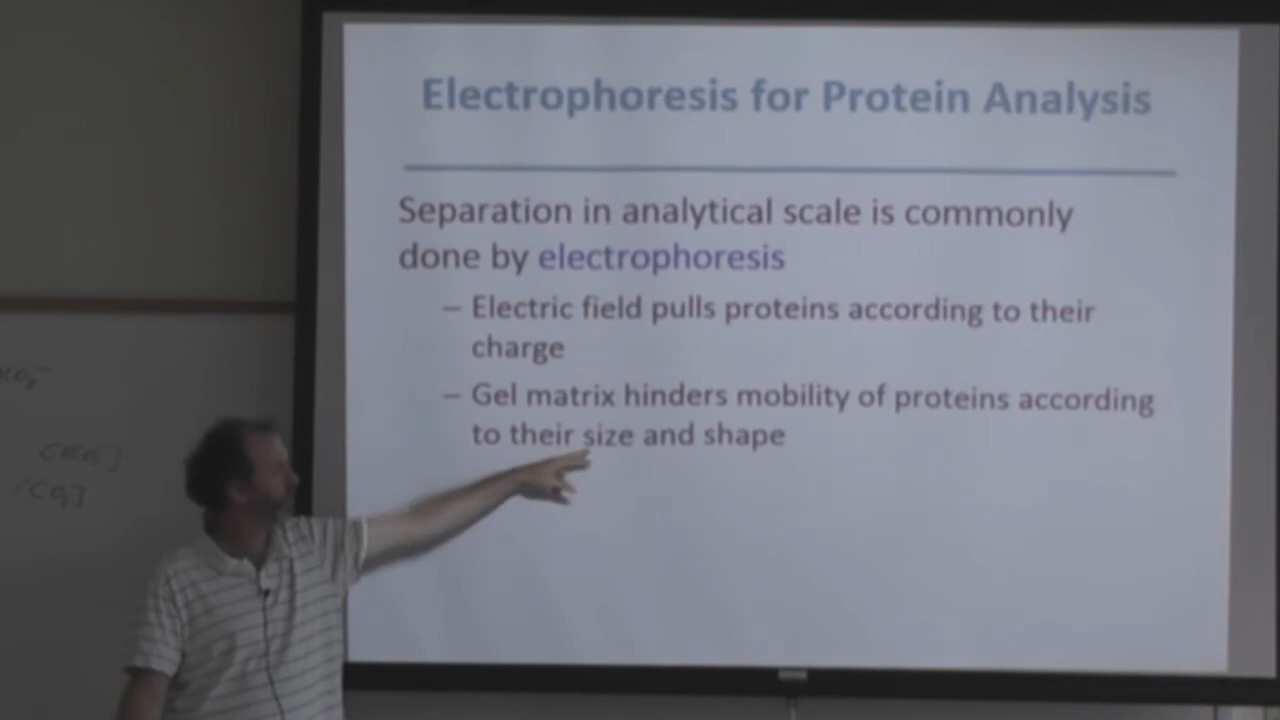 Electrophoresis for Protein Analysis
Separation in analytical scale is commonly
done by electrophoresis
– Electric field pulls proteins according to their
charge
– Gel matrix hinders mobility of proteins according
to their size and shape